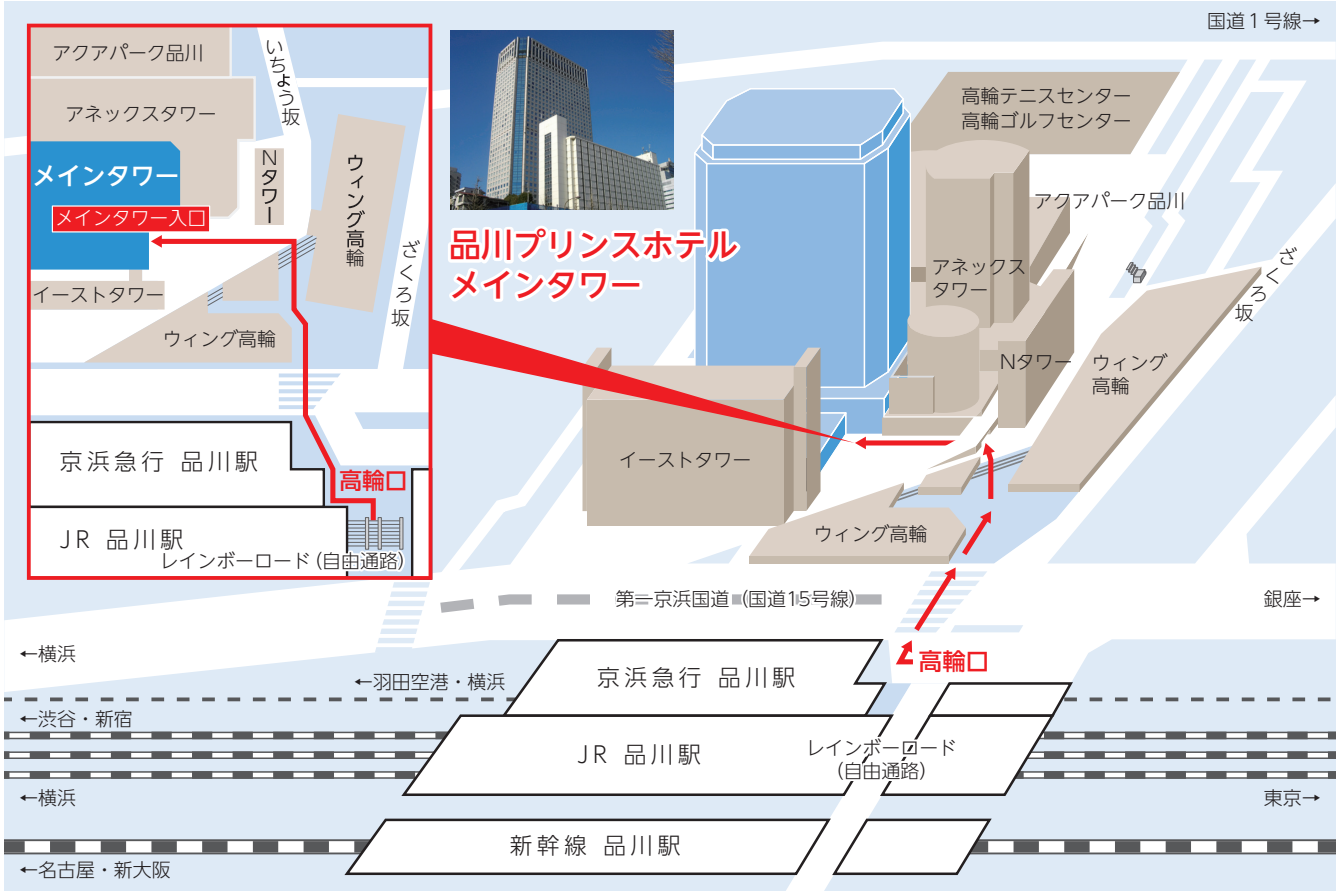 国道1号線→
アクアパーク品川
いちょう坂
アネックスタワー
メインタワー
Nタワー
ウィング高輪
メインタワー入口
ざくろ坂
イーストタワー
ウィング高輪
京浜急行 品川駅
高輪口
JR 品川駅
レインボーロード(自由通路)
品川プリンスホテル
メインタワー
高輪テニスセンター
高輪ゴルフセンター
アクアパーク品川
アネックス
タワー
ざくろ坂
Nタワー
ウィング
高輪
イーストタワー
ウィング高輪
第一京浜国道(国道15号線)
銀座→
←横浜
高輪口
←羽田空港・横浜
京浜急行 品川駅
←渋谷・新宿
JR 品川駅
レインボーロード
(自由通路)
←横浜
東京→
新幹線 品川駅
←名古屋・新大阪